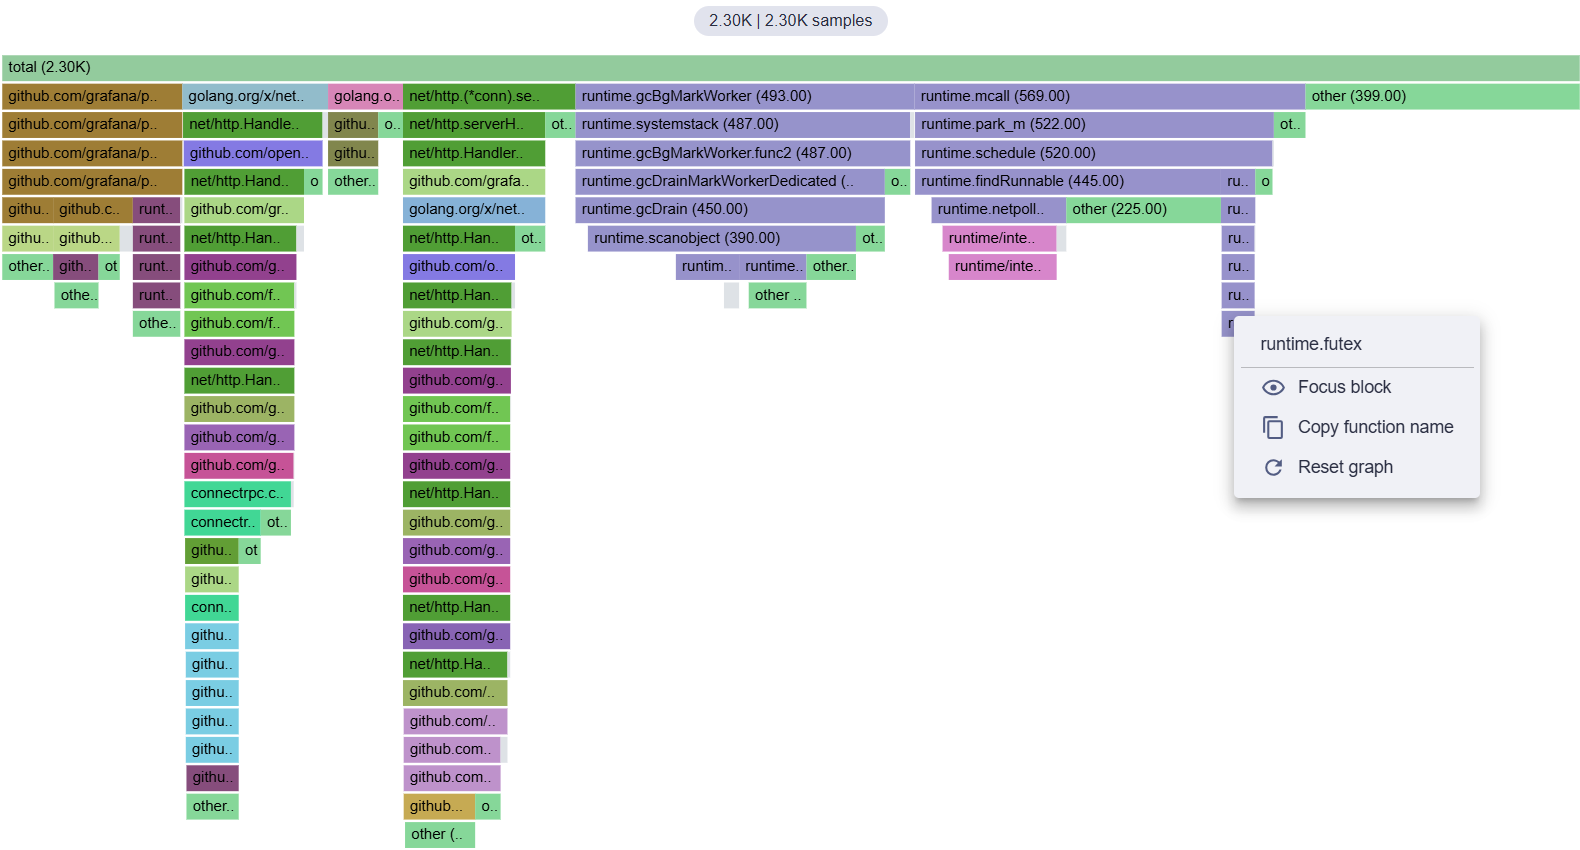 2.30K | 2.30K samples
total (2.30K)
github.com/grafana/p.. golang.org/x/net.. golang.o.. net/http.(*conn).se.. runtime.gcBgMarkWorker (493.00) runtime.mcall (569.00) other (399.00)
github.com/grafana/p.. net/http.Handle.. githu.. o.. net/http.serverH.. ot.. runtime.systemstack (487.00) runtime.park_m (522.00) ot..
github.com/grafana/p.. github.com/open.. githu.. net/http.Handler.. runtime.gcBgMarkWorker.func2 (487.00) runtime.schedule (520.00)
github.com/grafana/p.. net/http.Hand.. o other.. github.com/grafa.. runtime.gcDrainMarkWorkerDedicated (.. o.. runtime.findRunnable (445.00) ru.. o
githu.. github.c.. runt.. github.com/gr.. golang.org/x/net.. runtime.gcDrain (450.00) runtime.netpoll.. other (225.00) ru..
githu.. github... runt.. net/http.Han.. net/http.Han.. ot.. runtime.scanobject (390.00) ot.. runtime/inte.. ru..
other.. gith.. ot runt.. github.com/g.. github.com/o.. runtim.. runtime.. other.. runtime/inte.. ru..
othe.. runt.. github.com/f.. net/http.Han.. other .. ru..
othe.. github.com/f.. github.com/g.. r
github.com/g.. net/http.Han.. runtime.futex
net/http.Han.. github.com/g.. Focus block
github.com/g.. github.com/f..
github.com/g.. github.com/f.. Copy function name
github.com/g.. github.com/g.. Reset graph
connectrpc.c.. net/http.Han..
connectr.. ot.. github.com/g..
githu.. ot github.com/g..
githu.. github.com/g..
conn.. net/http.Han..
githu.. github.com/g..
githu.. net/http.Ha..
githu.. github.com/..
githu.. github.com/..
githu.. github.com..
githu.. github.com..
other.. github... o..
other (..